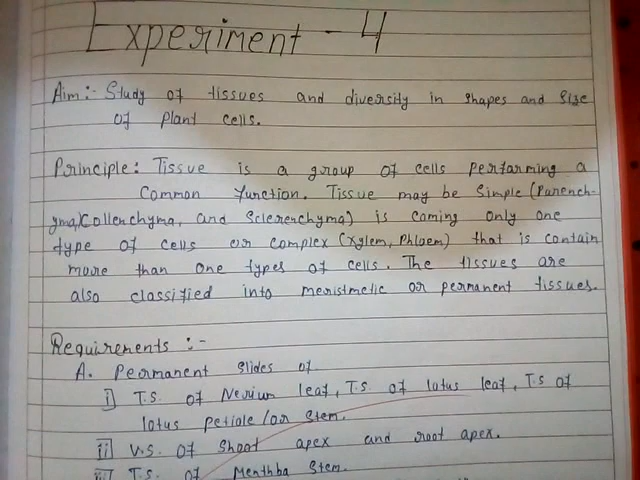 Experiment - 4
Aim:- Study of tissues and diversity in shapes and size
of plant cells.
Principle: Tissue is a group of cells performing a
Common function. Tissue may be Simple (Parench-
yma, Collenchyma, and Sclerenchyma) is coming only one
type of cells or complex (Xylem, Phloem) that is contain
more than one types of cells. The tissues are
also classified into meristmetic or permanent tissues.
Requirements :-
A. Permanent slides of
i) T.S. of Nerium leaf, T.S of lotus leaf, T.S of
lotus petiole/or Stem.
ii) V.S. of Shoot apex and root apex.
iii) T.S. of Menthba Stem.